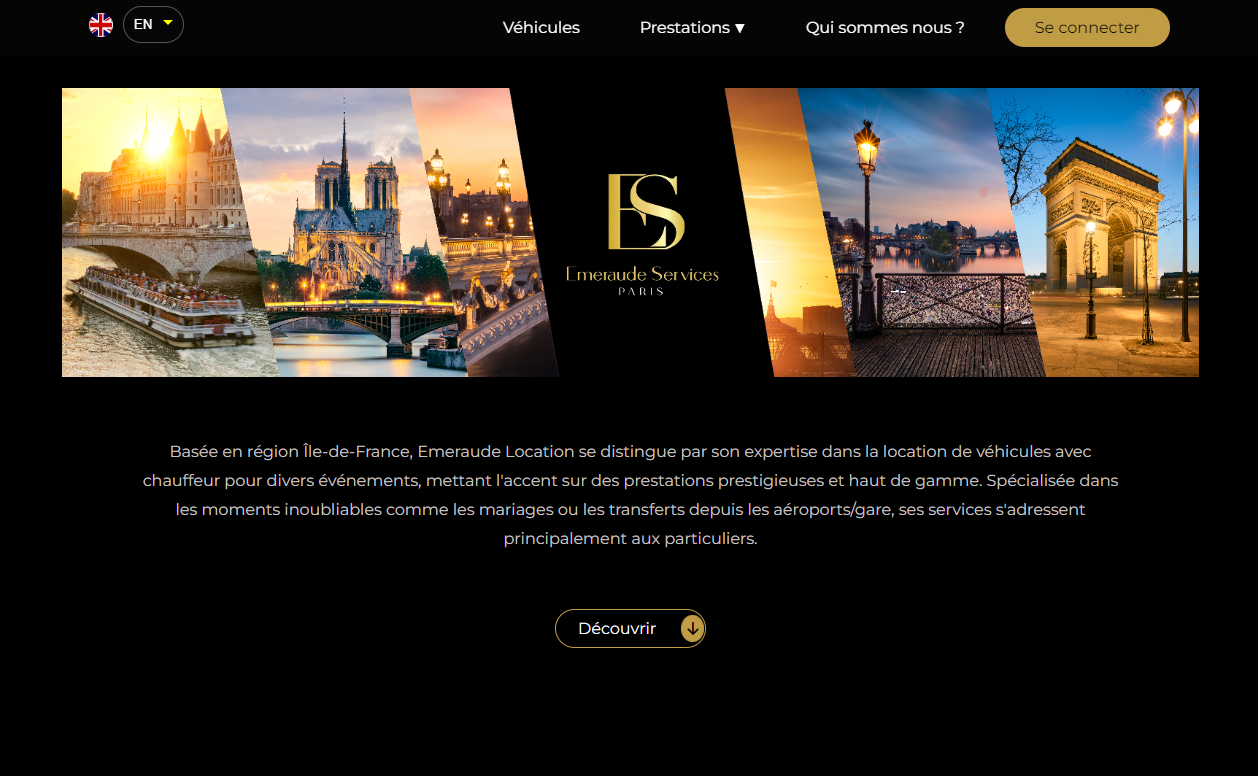 EN
Véhicules
Prestations ▼
Qui sommes nous ?
Se connecter
ES
Emeraude Services
PARIS
Basée en région Île-de-France, Emeraude Location se distingue par son expertise dans la location de véhicules avec
chauffeur pour divers événements, mettant l'accent sur des prestations prestigieuses et haut de gamme. Spécialisée dans
les moments inoubliables comme les mariages ou les transferts depuis les aéroports/gare, ses services s'adressent
principalement aux particuliers.
Découvrir